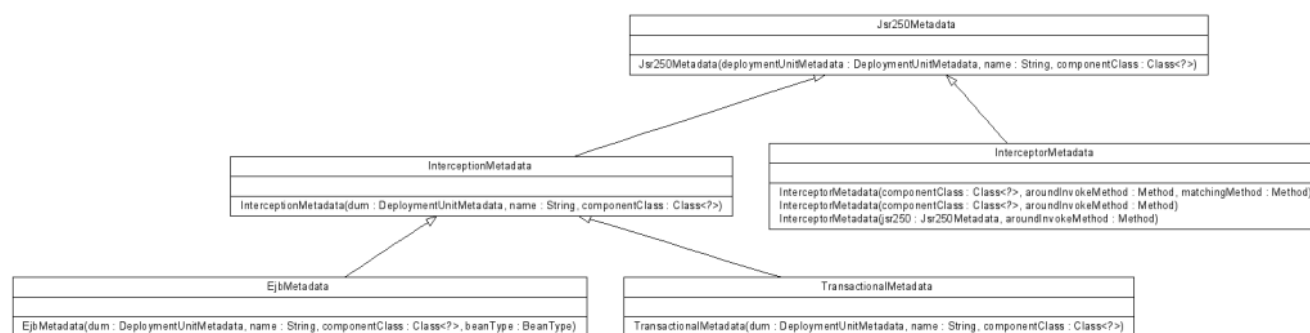 Jsr250Metadata
Jsr250Metadata(deploymentUnitMetadata : DeploymentUnitMetadata, name : String, componentClass : Class<?>)
InterceptionMetadata
InterceptionMetadata(dum : DeploymentUnitMetadata, name : String, componentClass : Class<?>)
InterceptorMetadata
InterceptorMetadata(componentClass : Class<?>, aroundInvokeMethod : Method, matchingMethod : Method)
InterceptorMetadata(componentClass : Class<?>, aroundInvokeMethod : Method)
InterceptorMetadata(jsr250 : Jsr250Metadata, aroundInvokeMethod : Method)
EjbMetadata
EjbMetadata(dum : DeploymentUnitMetadata, name : String, componentClass : Class<?>, beanType : BeanType)
TransactionalMetadata
TransactionalMetadata(dum : DeploymentUnitMetadata, name : String, componentClass : Class<?>)